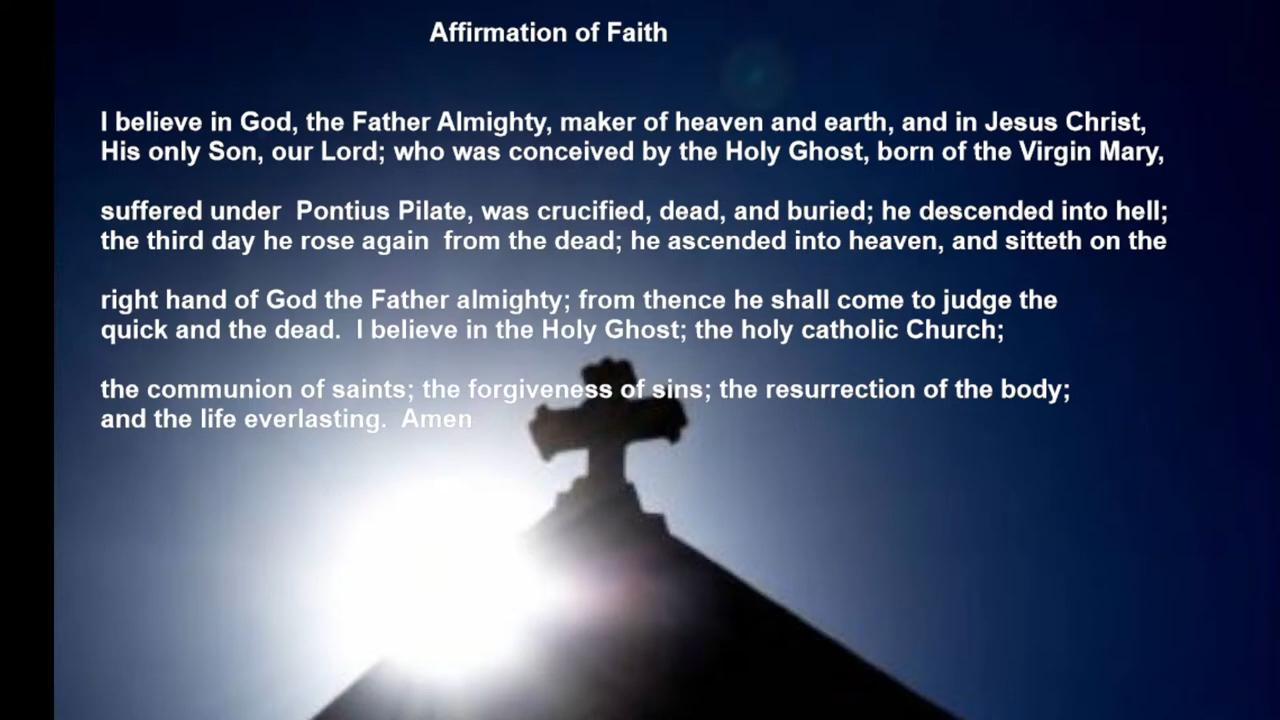 Affirmation of Faith
I believe in God, the Father Almighty, maker of heaven and earth, and in Jesus Christ,
His only Son, our Lord; who was conceived by the Holy Ghost, born of the Virgin Mary,
suffered under  Pontius Pilate, was crucified, dead, and buried; he descended into hell;
the third day he rose again  from the dead; he ascended into heaven, and sitteth on the
right hand of God the Father almighty; from thence he shall come to judge the
quick and the dead.  I believe in the Holy Ghost; the holy catholic Church;
the communion of saints; the forgiveness of sins; the resurrection of the body;
and the life everlasting.  Amen